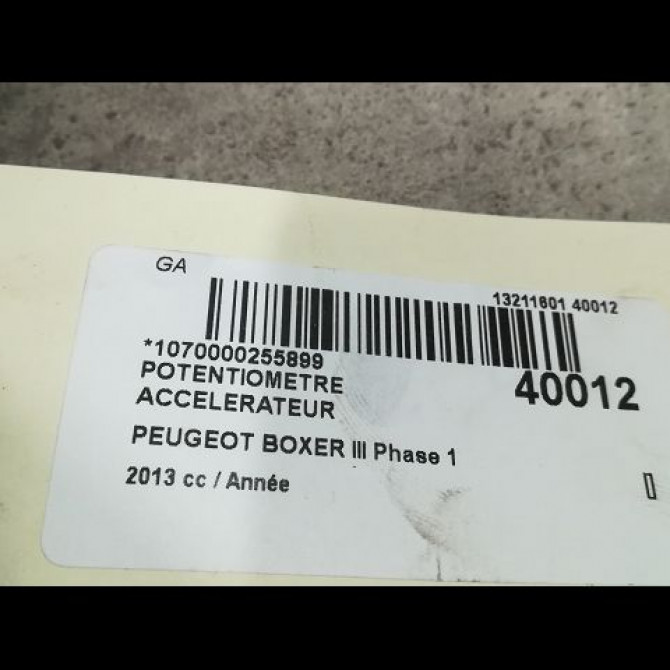 GA
13211601 40012
*1070000255899
40012
POTENTIOMETRE
ACCELERATEUR
PEUGEOT BOXER III Phase 1
2013 cc / Année